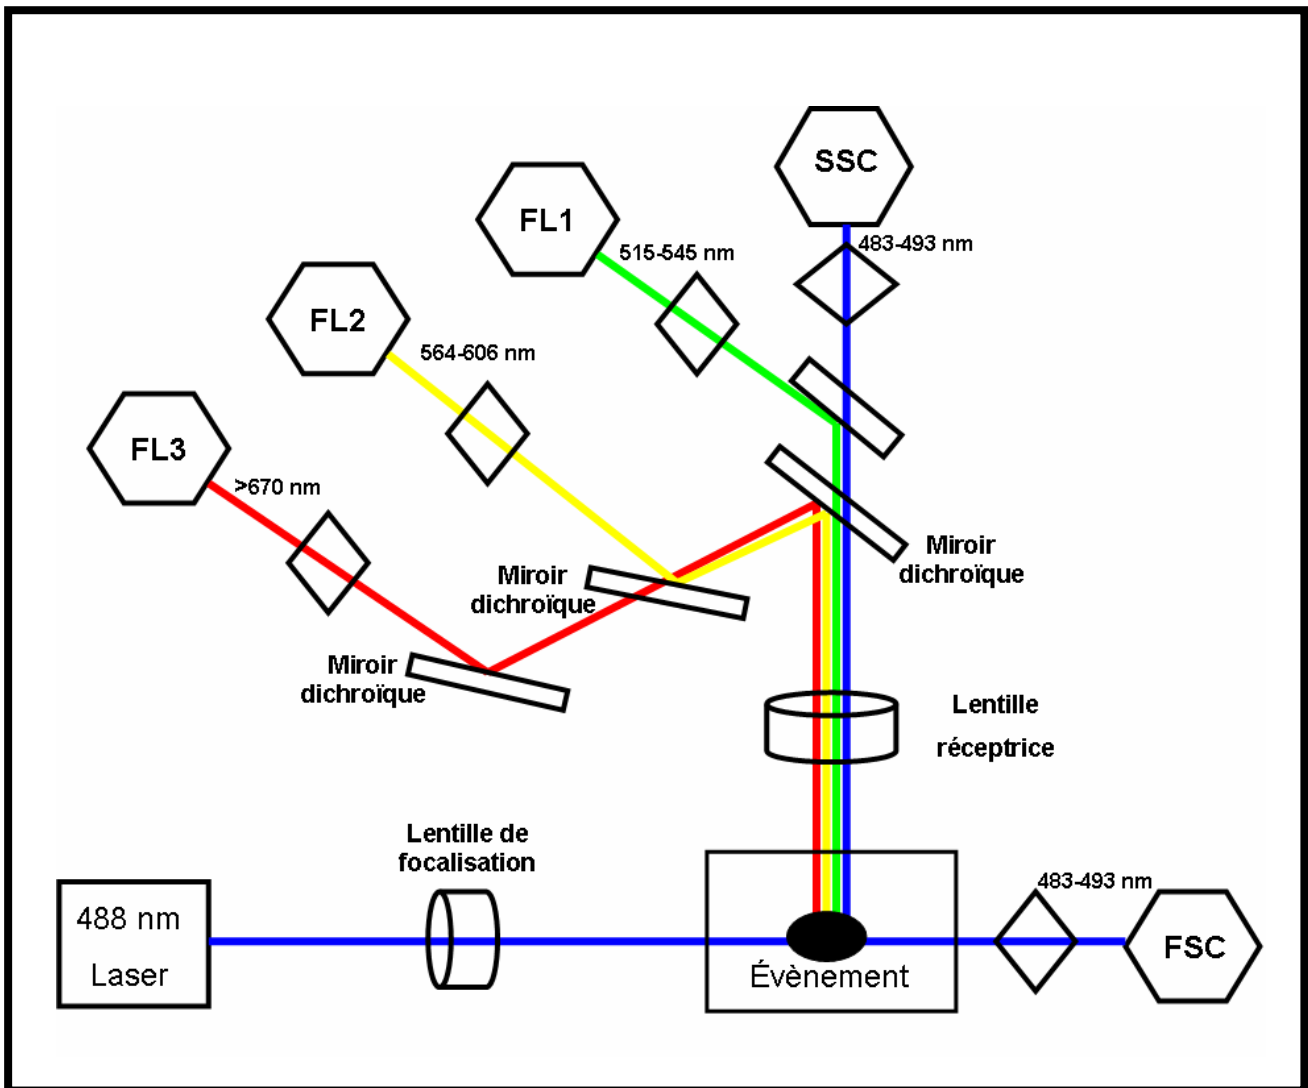 SSC
FL1
515-545 nm
483-493 nm
FL2
564-606 nm
FL3
>670 nm
Miroir
dichroïque
Miroir
dichroïque
Miroir
dichroïque
Lentille
réceptrice
Lentille de
focalisation
488 nm
Laser
Évènement
483-493 nm
FSC